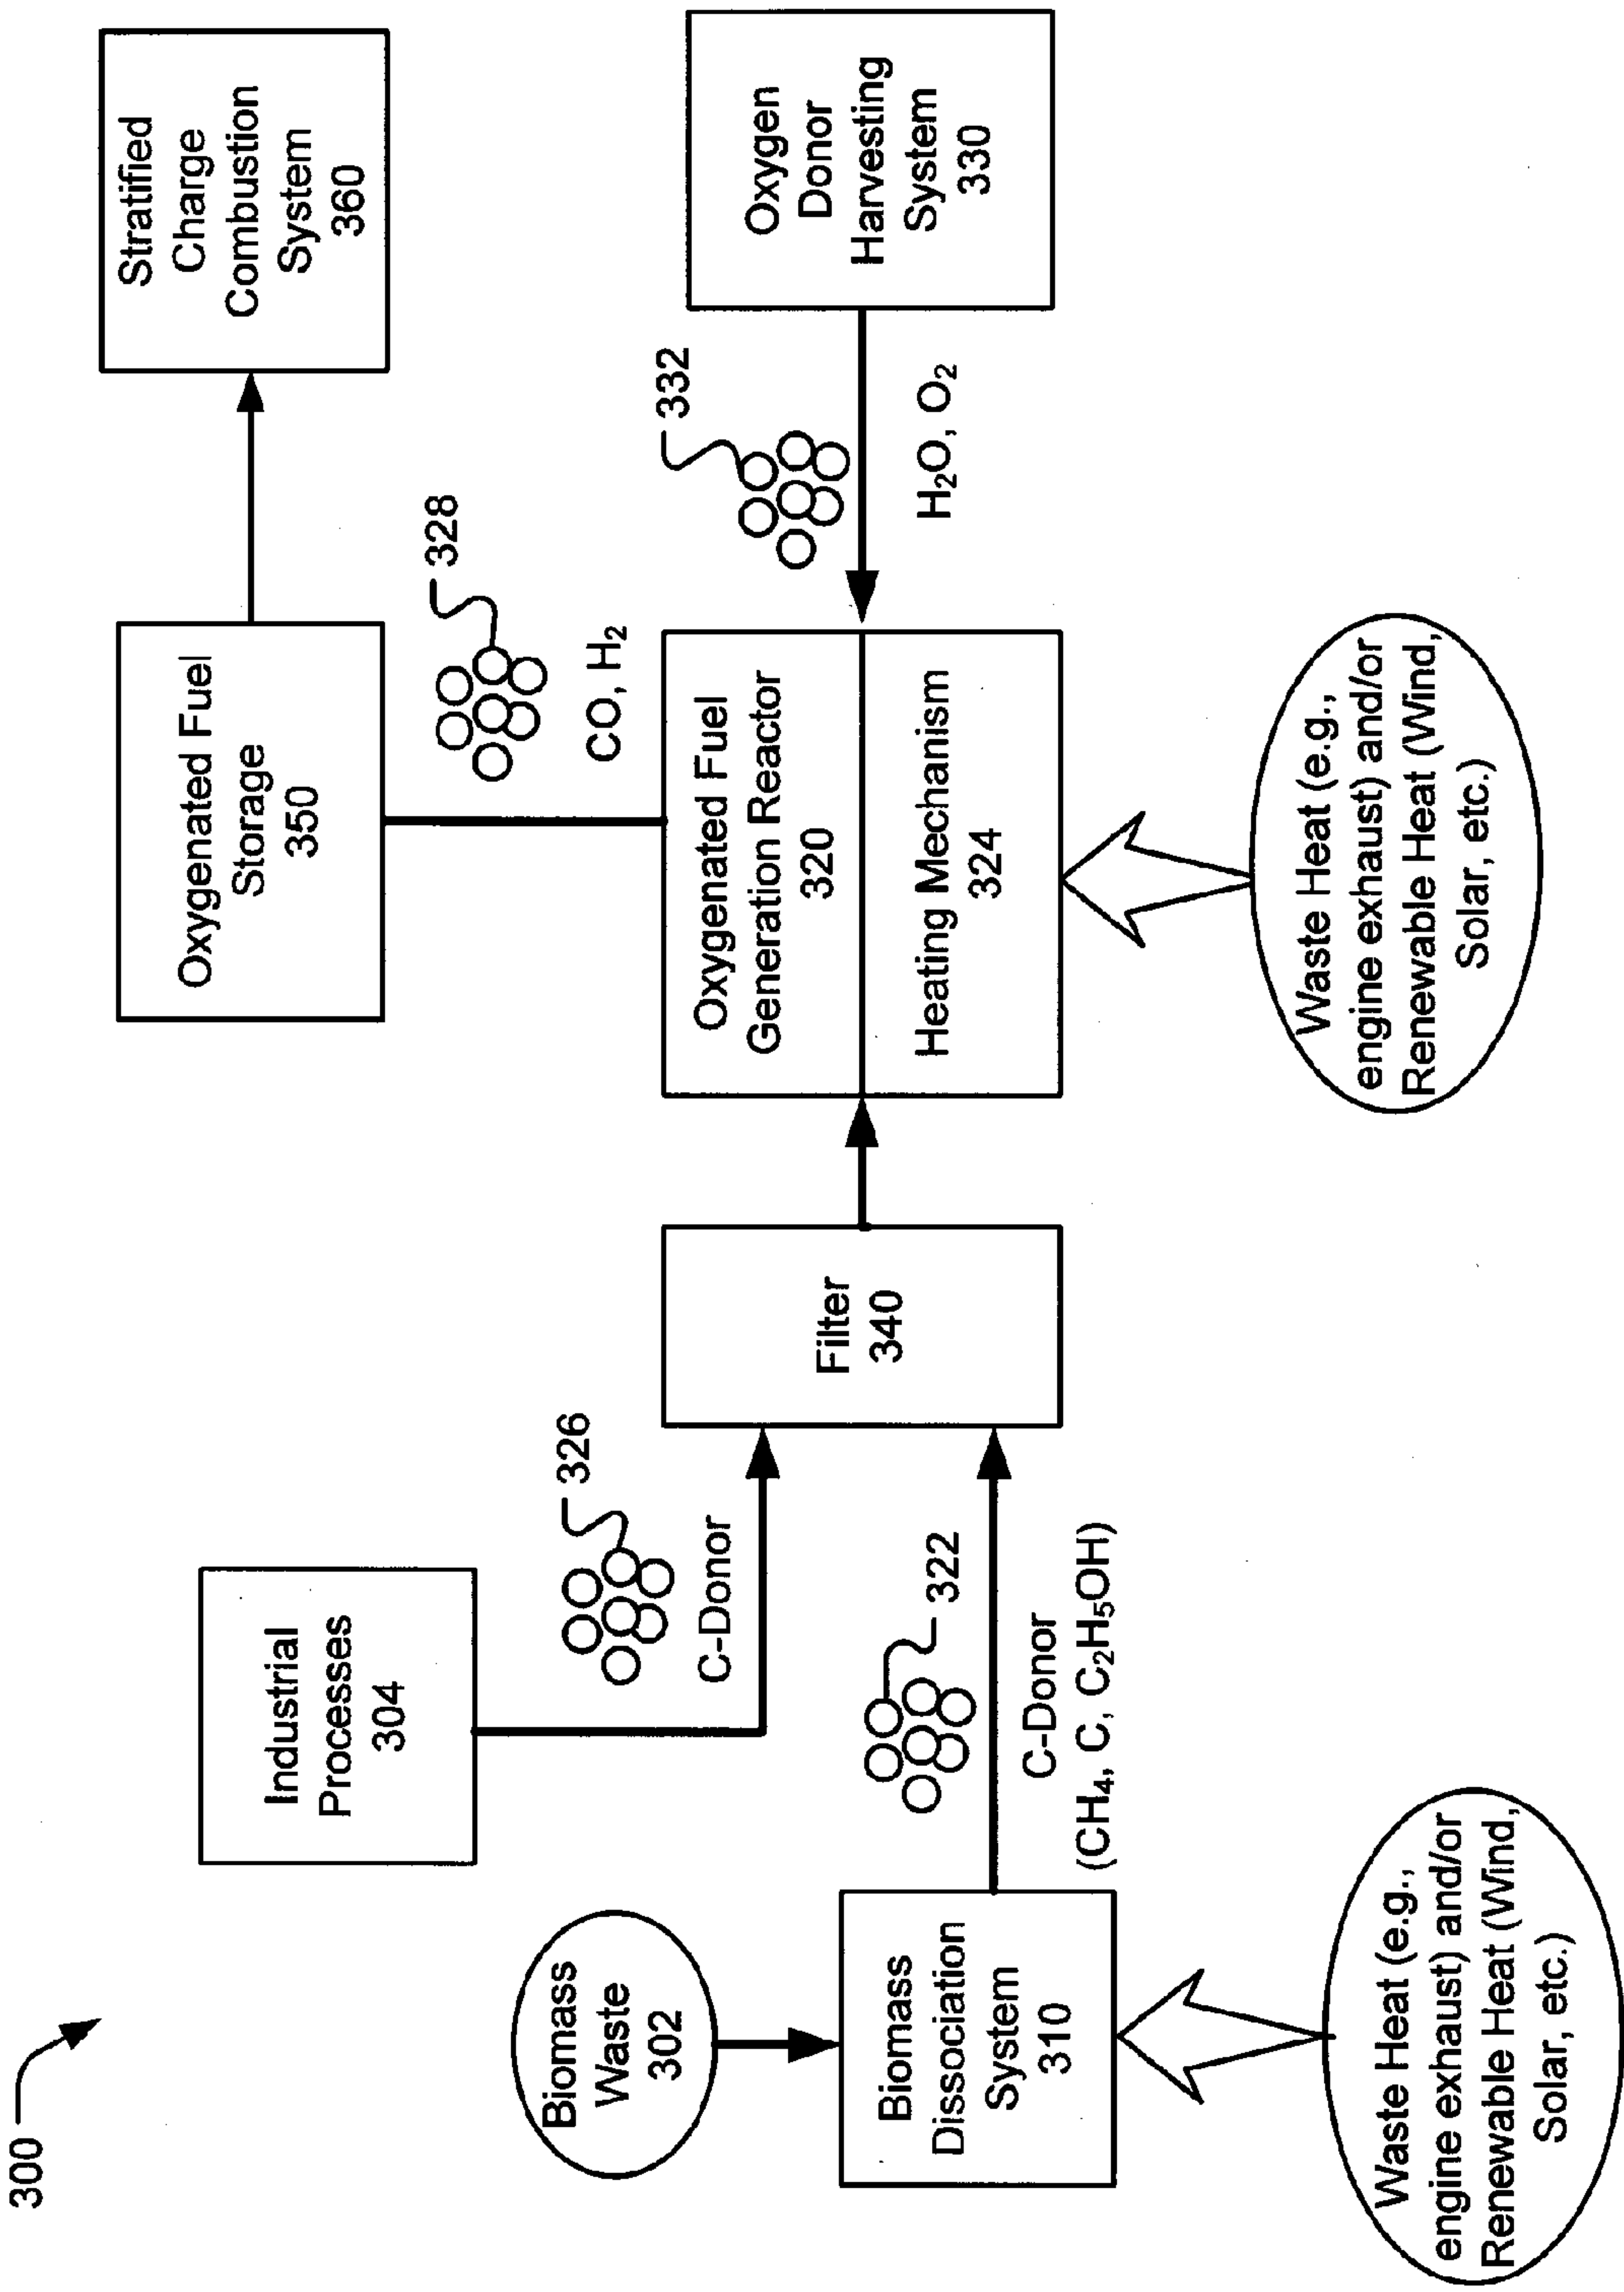 300
Biomass
Waste
302
Biomass
Dissociation
System
310
Waste Heat (e.g.,
engine exhaust) and/or
Renewable Heat (Wind,
Solar, etc.)
Industrial
Processes
304
326
C-Donor
322
C-Donor
(CH₄, C, C₂H₅OH)
Filter
340
Oxygenated Fuel
Storage
350
328
CO, H₂
Oxygenated Fuel
Generation Reactor
320
Heating Mechanism
324
Waste Heat (e.g.,
engine exhaust) and/or
Renewable Heat (Wind,
Solar, etc.)
Stratified
Charge
Combustion
System
360
332
H₂O, O₂
Oxygen
Donor
Harvesting
System
330